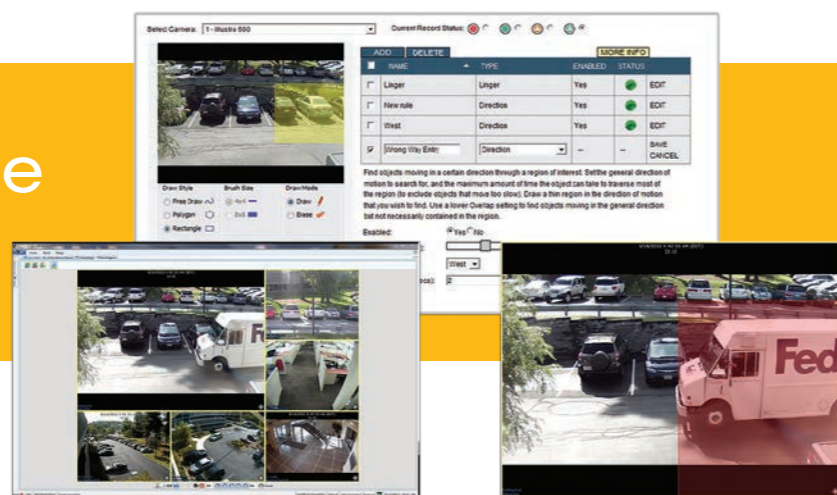 e
Select Camera: 1 - Illustra 600
Current Record Status:
ADD DELETE MORE INFO
NAME TYPE ENABLED STATUS
Linger Linger Yes EDIT
New rule Direction Yes EDIT
West Direction Yes EDIT
Wrong Way Entry Direction -- -- SAVE
CANCEL
Find objects moving in a certain direction through a region of interest. Set the general direction of
motion to search for, and the maximum amount of time the object can take to traverse most of
the region (to exclude objects that move too slow). Draw a thin region in the direction of motion
that you wish to find. Use a lower Overlap setting to find objects moving in the general direction
but not necessarily contained in the region.
Draw Style Brush Size Draw Mode
Free Draw 4x4 Draw
Polygon 8x8 Erase
Rectangle
Enabled: Yes No
West
2
Fed